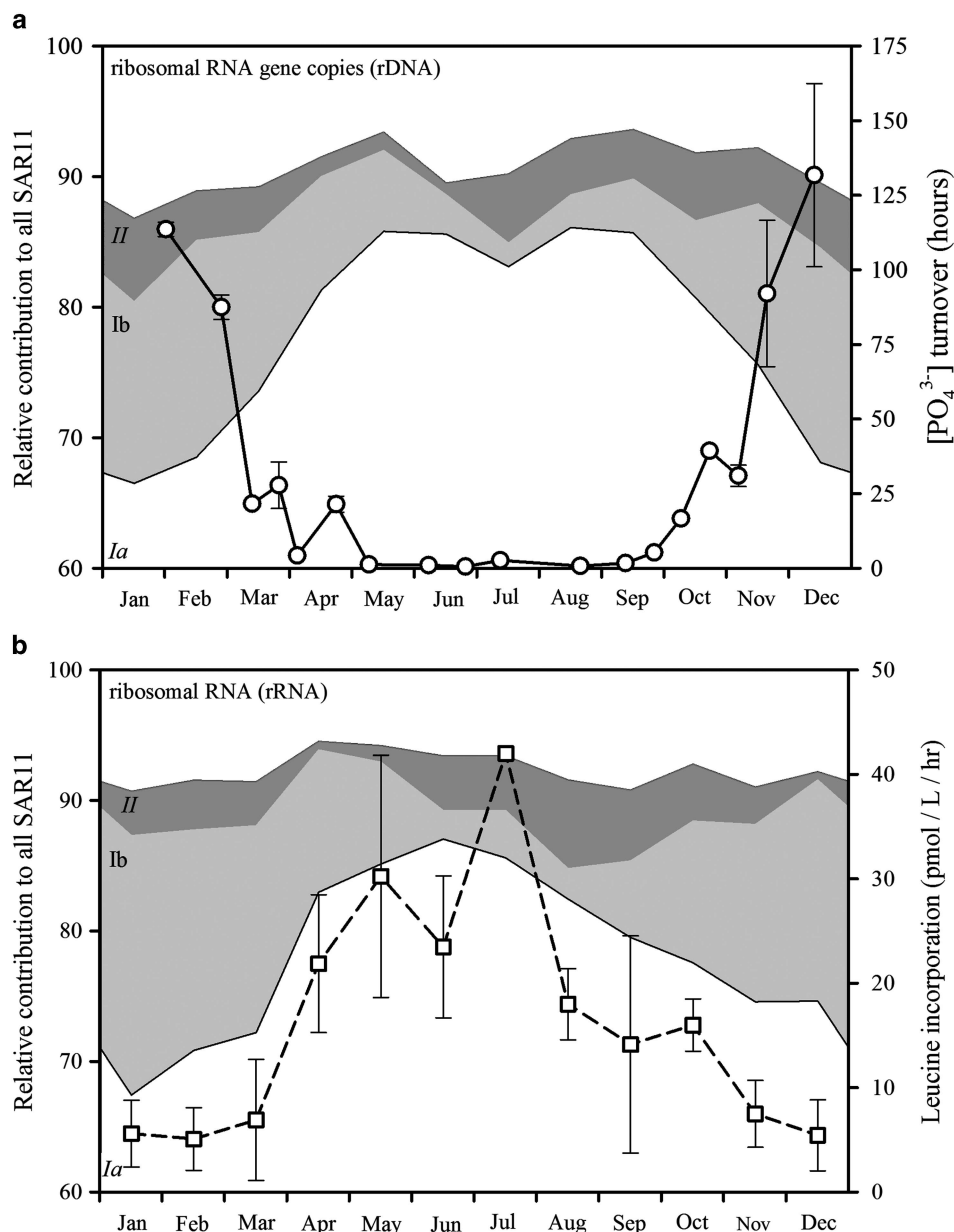 a
100
90
80
70
60
Relative contribution to all SAR11
ribosomal RNA gene copies (rDNA)
II
Ib
Ia
175
150
125
100
75
50
25
0
[PO₄³⁻] turnover (hours)
Jan Feb Mar Apr May Jun Jul Aug Sep Oct Nov Dec
b
100
90
80
70
60
Relative contribution to all SAR11
ribosomal RNA (rRNA)
II
Ib
Ia
50
40
30
20
10
0
Leucine incorporation (pmol / L / hr)
Jan Feb Mar Apr May Jun Jul Aug Sep Oct Nov Dec